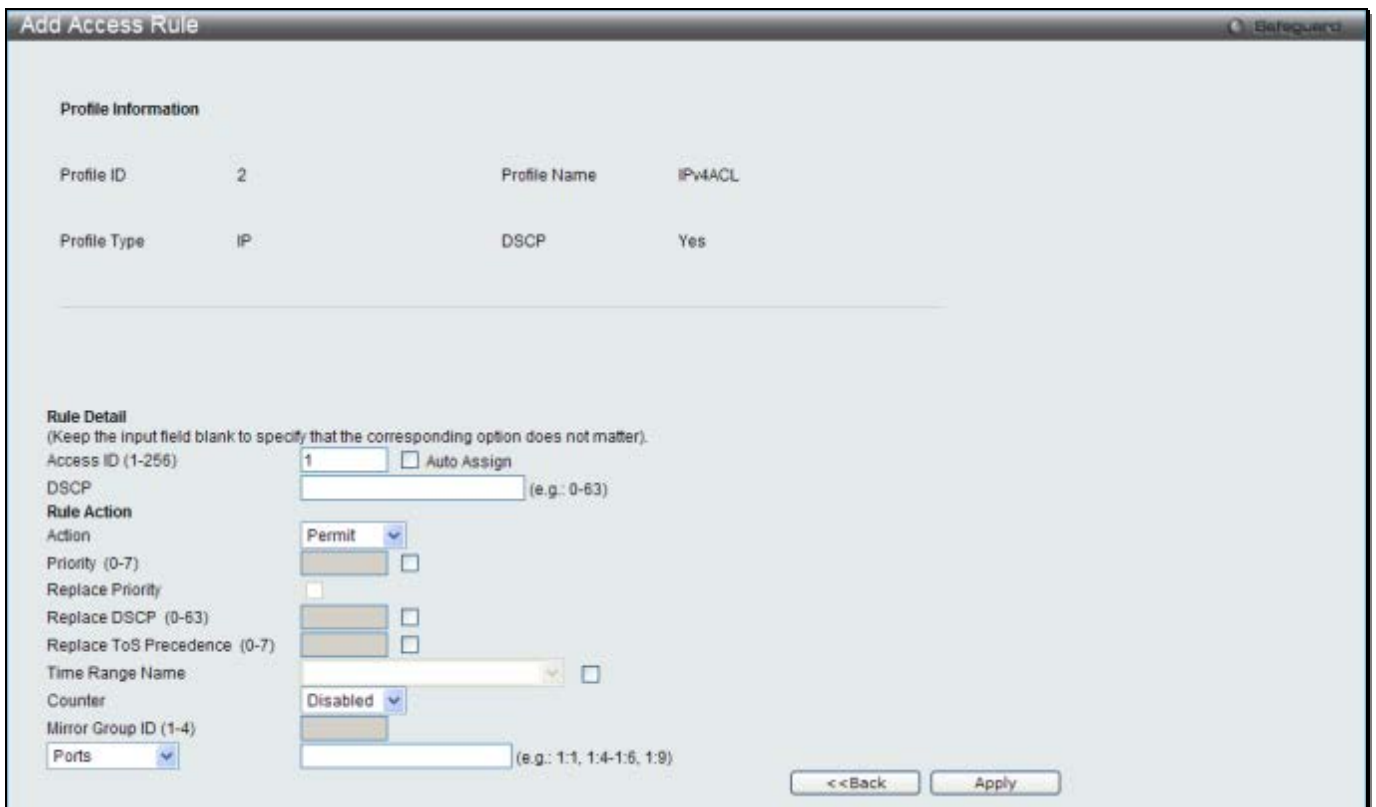 Add Access Rule
Safeguard
Profile Information
Profile ID 2 Profile Name IPv4ACL
Profile Type IP DSCP Yes
Rule Detail
(Keep the input field blank to specify that the corresponding option does not matter).
Access ID (1-256) 1 Auto Assign
DSCP (e.g.: 0-63)
Rule Action
Action Permit
Priority (0-7)
Replace Priority
Replace DSCP (0-63)
Replace ToS Precedence (0-7)
Time Range Name
Counter Disabled
Mirror Group ID (1-4)
Ports (e.g.: 1:1, 1:4-1:6, 1:9)
<<Back Apply